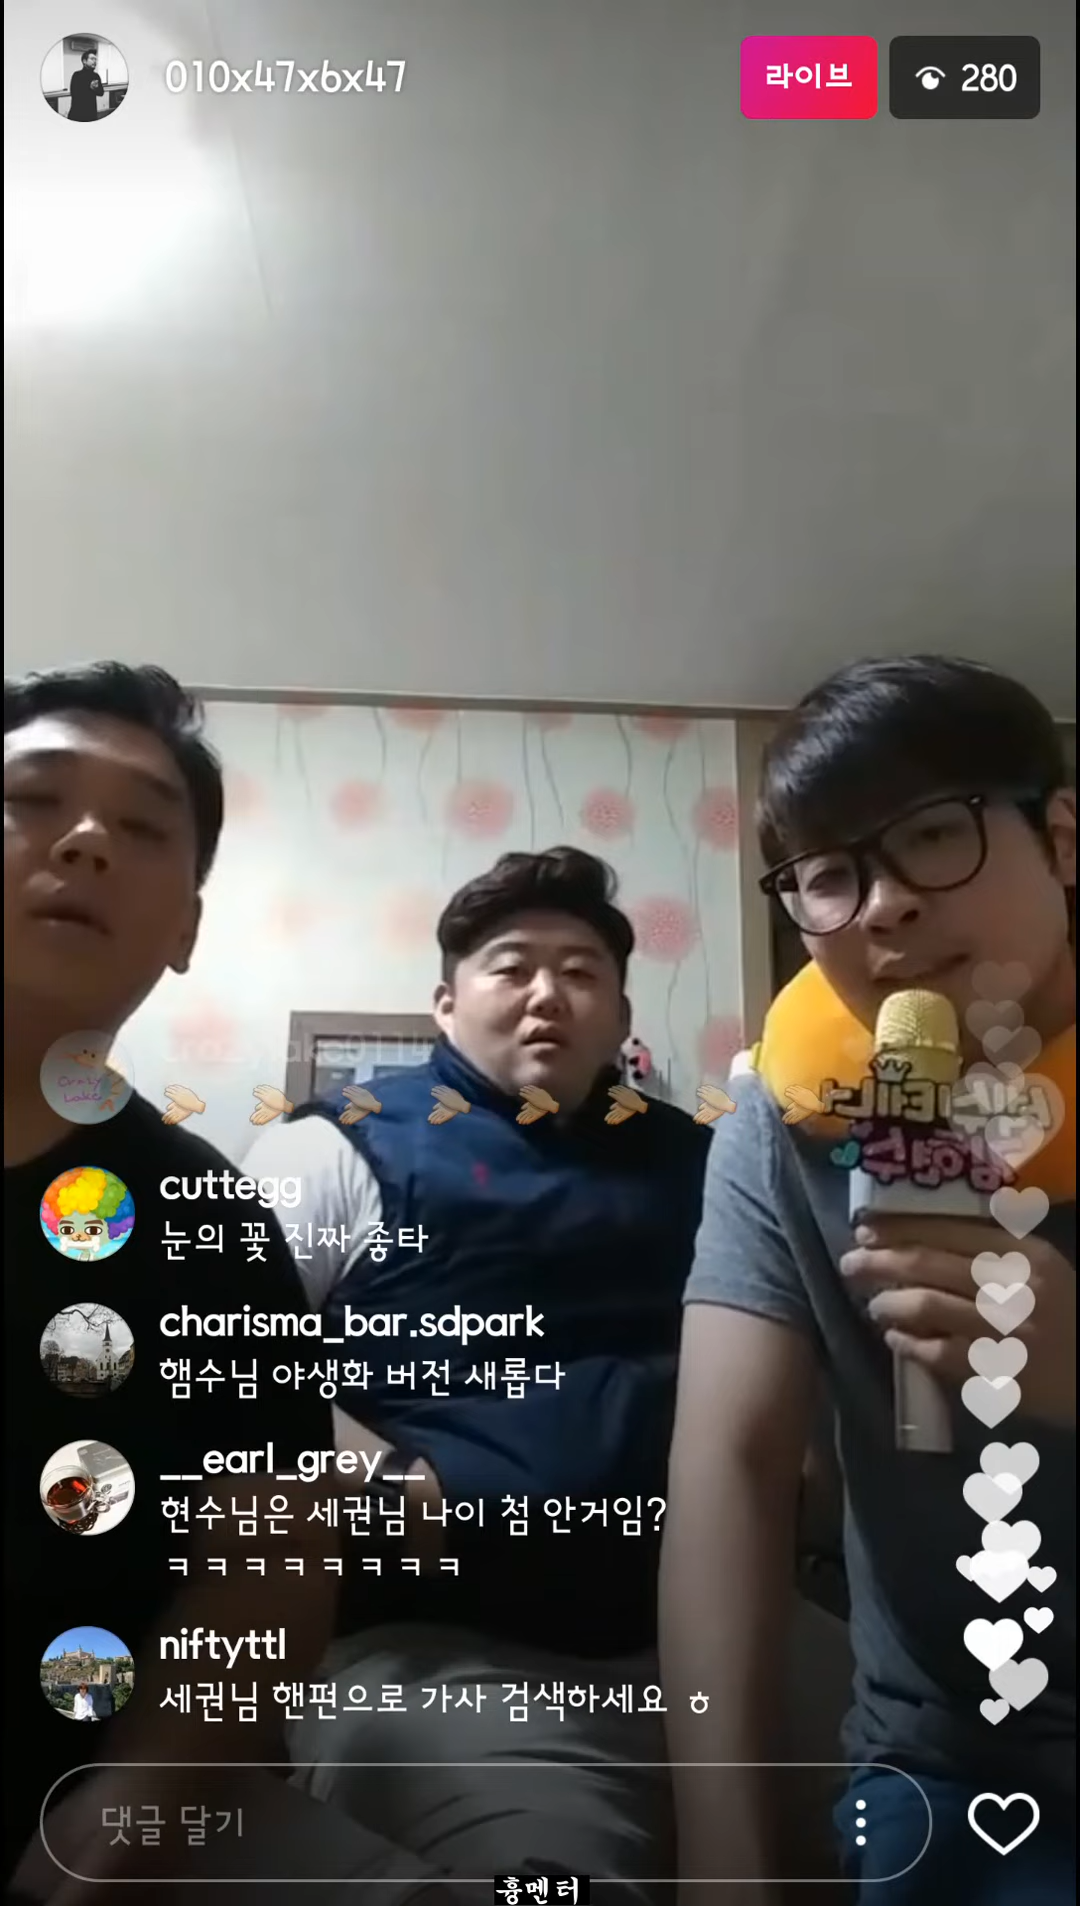 010x47x6x47
라이브
280
Crazy
Lake
cuttegg
눈의 꽃 진짜 좋타
charisma_bar.sdpark
햄수님 야생화 버전 새롭다
__earl_grey__
현수님은 세권님 나이 첨 안거임?
ㅋㅋㅋㅋㅋㅋㅋㅋ
niftyttl
세권님 핸펀으로 가사 검색하세요 ㅎ
댓글 달기
흉멘터